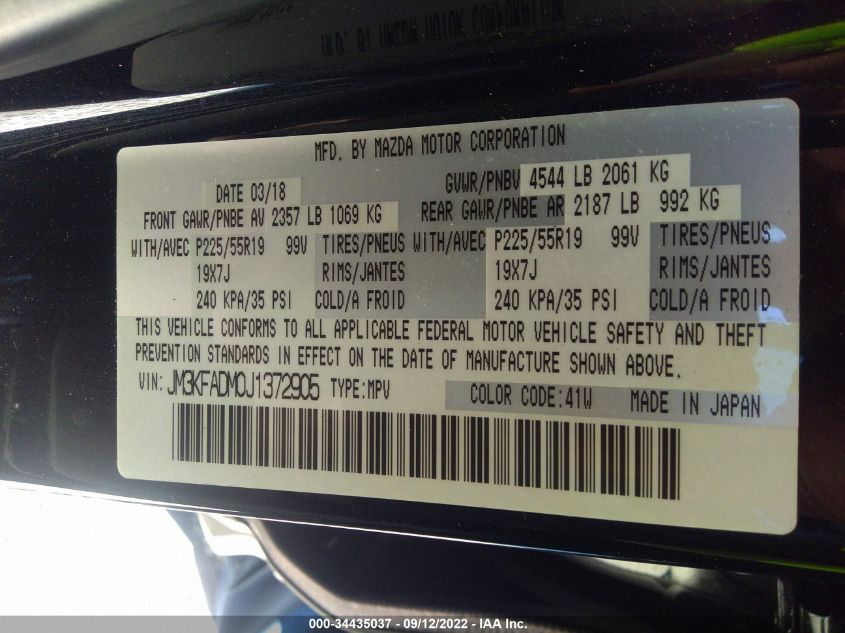 MFD. BY MAZDA MOTOR CORPORATION
DATE 03/18 GVWR/PNBV 4544 LB 2061 KG
FRONT GAWR/PNBE AV 2357 LB 1069 KG REAR GAWR/PNBE AR 2187 LB 992 KG
WITH/AVEC P225/55R19 99V TIRES/PNEUS WITH/AVEC P225/55R19 99V TIRES/PNEUS
19X7J RIMS/JANTES 19X7J RIMS/JANTES
240 KPA/35 PSI COLD/A FROID 240 KPA/35 PSI COLD/A FROID
THIS VEHICLE CONFORMS TO ALL APPLICABLE FEDERAL MOTOR VEHICLE SAFETY AND THEFT
PREVENTION STANDARDS IN EFFECT ON THE DATE OF MANUFACTURE SHOWN ABOVE.
VIN: JM3KFADM0J1372905 TYPE:MPV COLOR CODE:41W MADE IN JAPAN
000-34435037 - 09/12/2022 - IAA Inc.